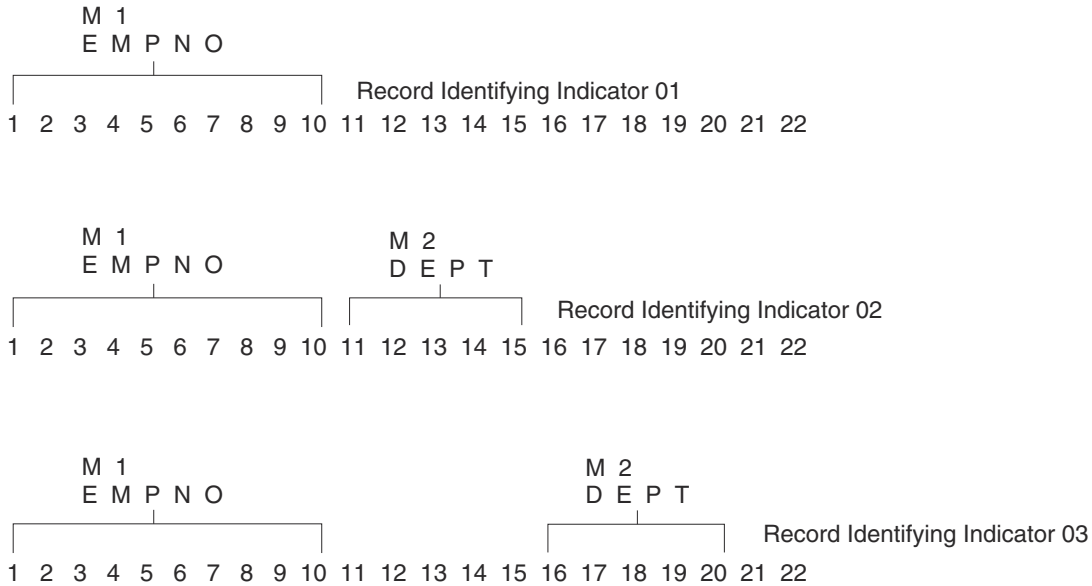 M 1
E M P N O
Record Identifying Indicator 01
1 2 3 4 5 6 7 8 9 10 11 12 13 14 15 16 17 18 19 20 21 22
M 1 M 2
E M P N O D E P T
Record Identifying Indicator 02
1 2 3 4 5 6 7 8 9 10 11 12 13 14 15 16 17 18 19 20 21 22
M 1 M 2
E M P N O D E P T
Record Identifying Indicator 03
1 2 3 4 5 6 7 8 9 10 11 12 13 14 15 16 17 18 19 20 21 22